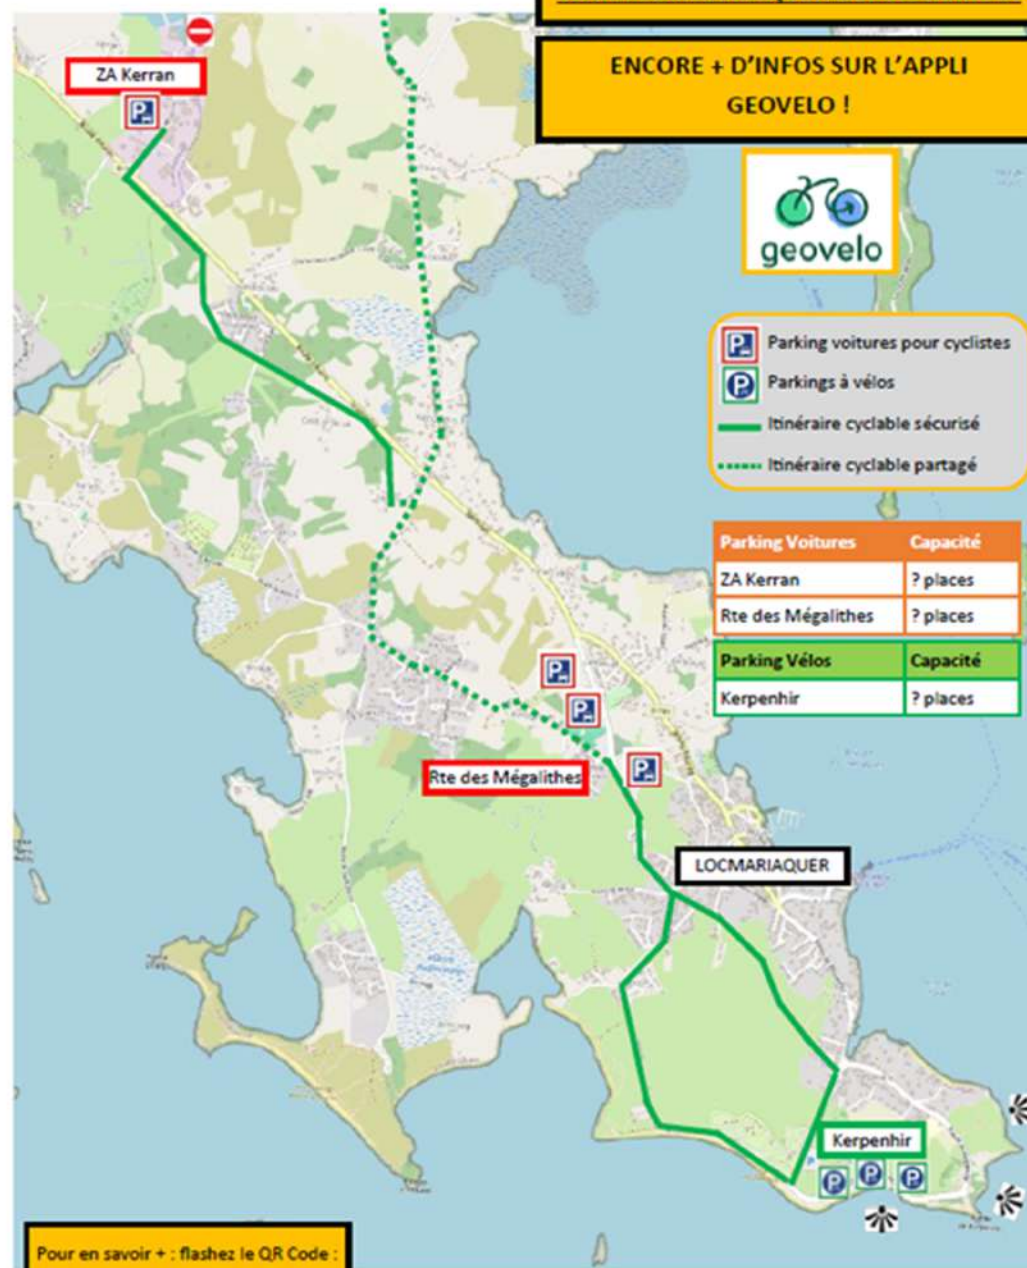 ENCORE + D'INFOS SUR L'APPLI
GEOVELO !
ZA Kerran
geovelo
Parking voitures pour cyclistes
Parkings à vélos
Itinéraire cyclable sécurisé
Itinéraire cyclable partagé
Parking Voitures Capacité
ZA Kerran ? places
Rte des Mégalithes ? places
Parking Vélos Capacité
Kerpenhir ? places
Rte des Mégalithes
LOCMARIAQUER
Kerpenhir
Pour en savoir + : flashez le QR Code :